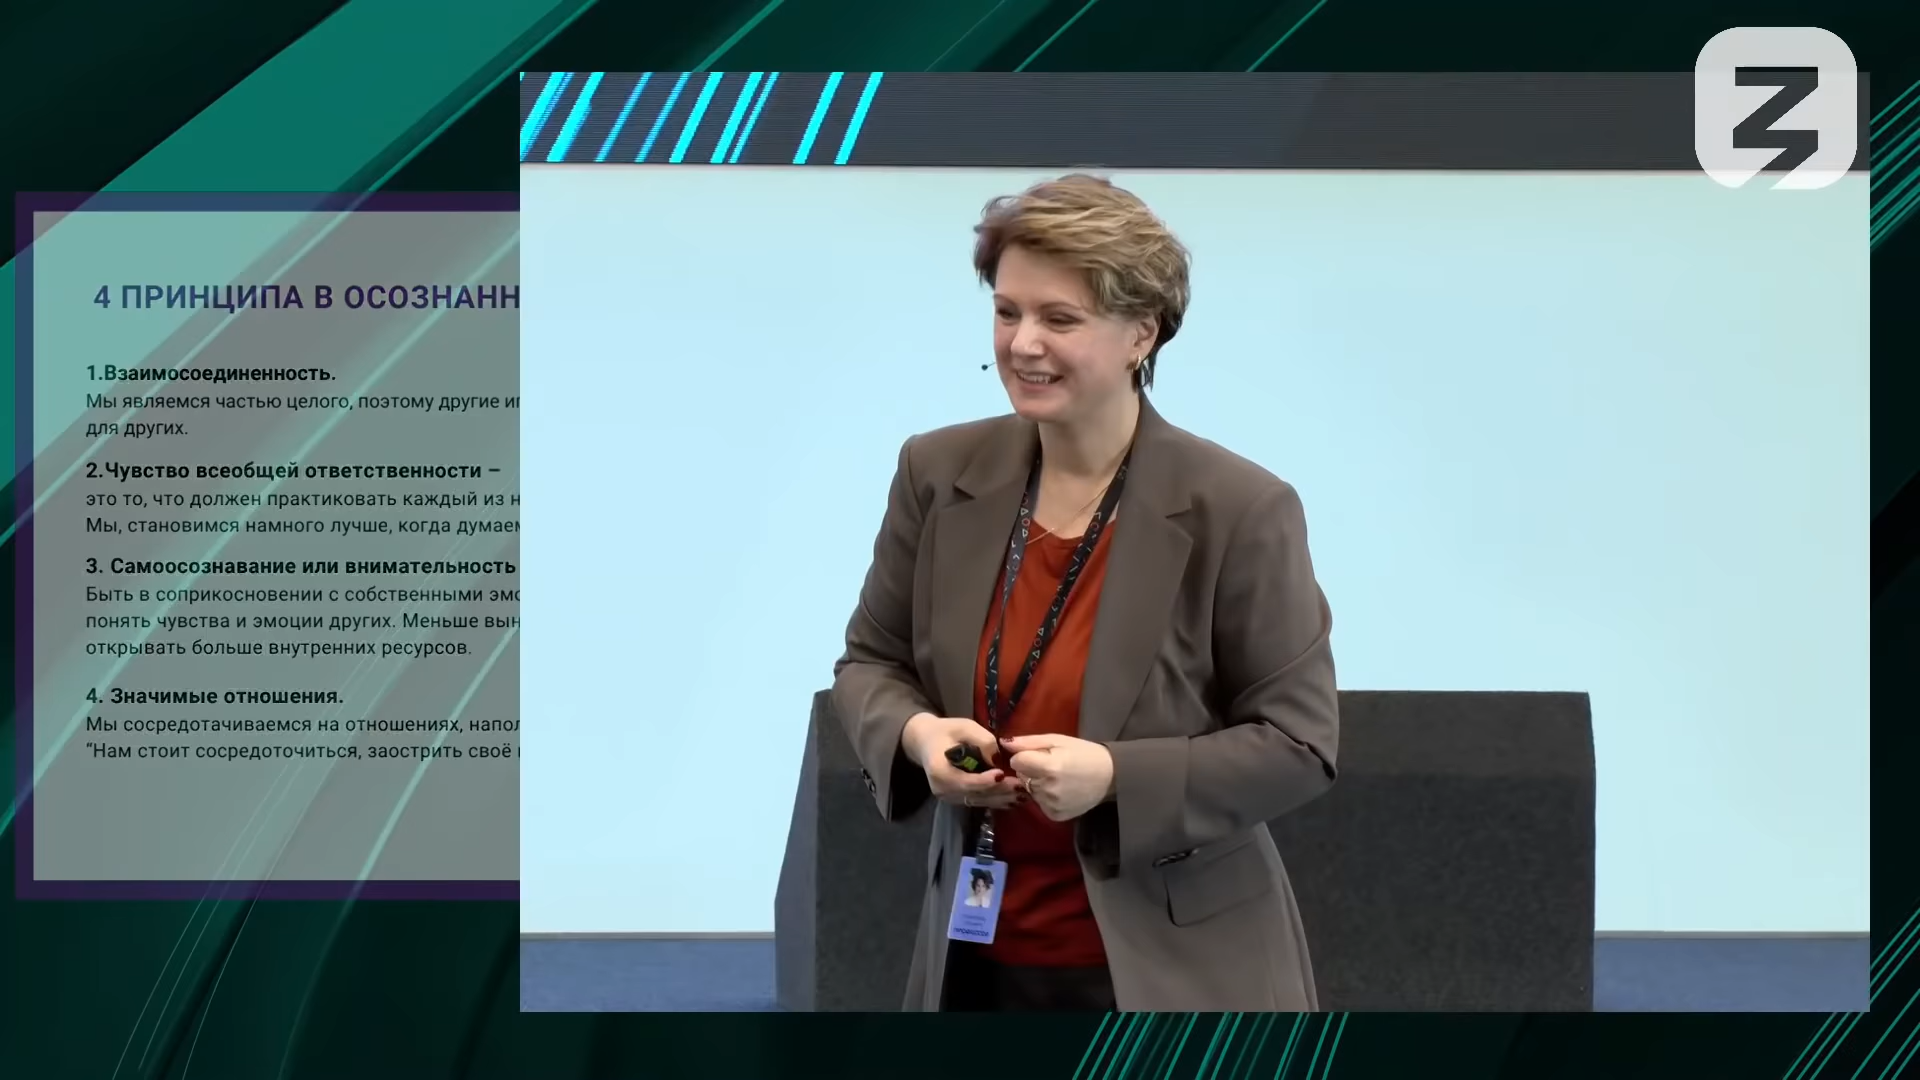 4 ПРИНЦИПА В ОСОЗНАНН
1.Взаимосоединенность.
Мы являемся частью целого, поэтому другие
для других.
2.Чувство всеобщей ответственности –
это то, что должен практиковать каждый из н
Мы, становимся намного лучше, когда думаем
3. Самоосознавание или внимательность
Быть в соприкосновении с собственными эмо
понять чувства и эмоции других. Меньше вын
открывать больше внутренних ресурсов.
4. Значимые отношения.
Мы сосредотачиваемся на отношениях, напол
“Нам стоит сосредоточиться, заострить своё